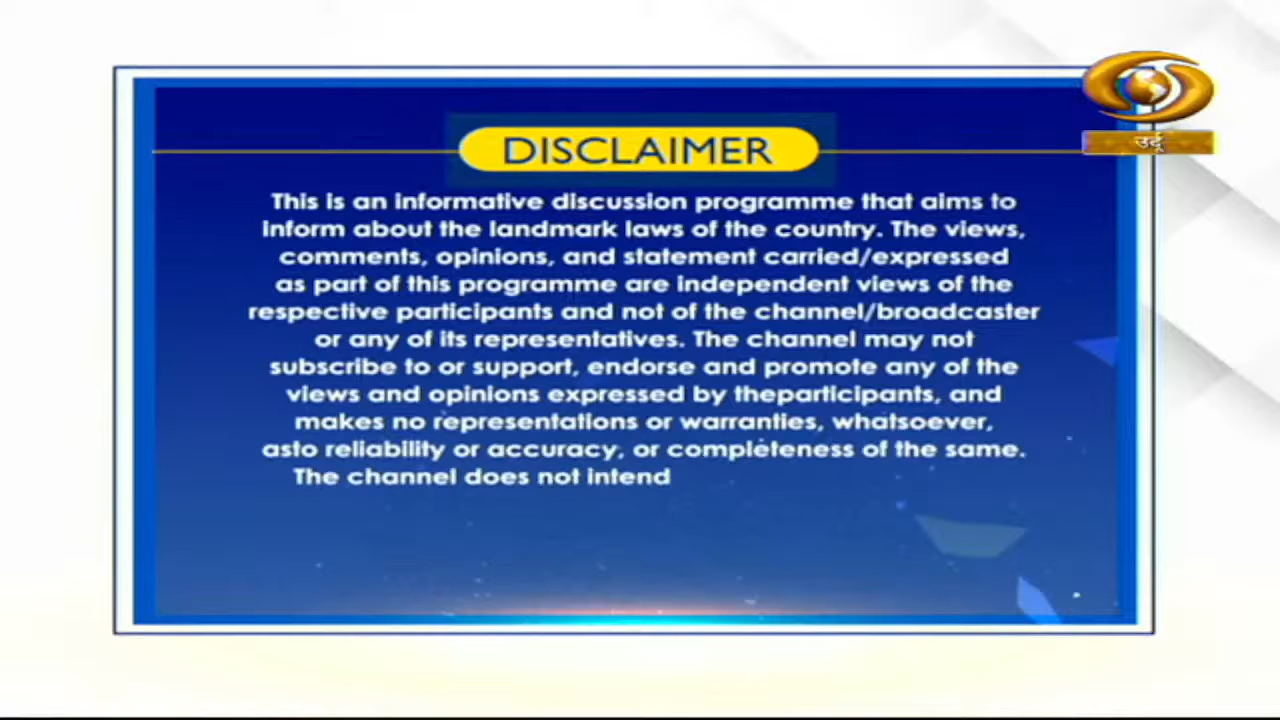 उर्दू
DISCLAIMER
This is an informative discussion programme that aims to
inform about the landmark laws of the country. The views,
comments, opinions, and statement carried/expressed
as part of this programme are independent views of the
respective participants and not of the channel/broadcaster
or any of its representatives. The channel may not
subscribe to or support, endorse and promote any of the
views and opinions expressed by theparticipants, and
makes no representations or warranties, whatsoever,
asto reliability or accuracy, or completeness of the same.
The channel does not intend